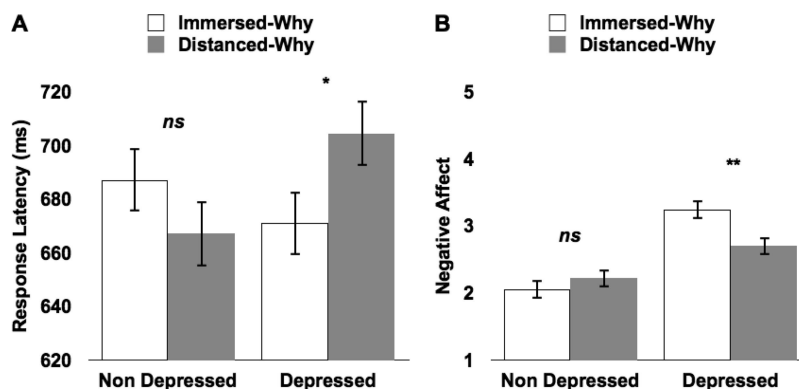 A
Immersed-Why
Distanced-Why
Response Latency (ms)
720
700
680
660
640
620
ns
*
Non Depressed
Depressed
B
Immersed-Why
Distanced-Why
Negative Affect
5
4
3
2
1
ns
**
Non Depressed
Depressed